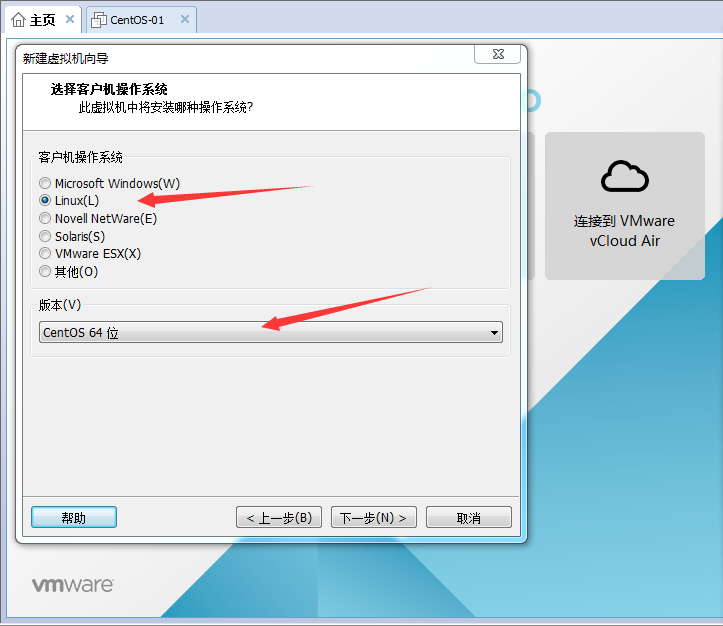 主页
CentOS-01
新建虚拟机向导
选择客户机操作系统
此虚拟机中将安装哪种操作系统?
客户机操作系统
Microsoft Windows(W)
Linux(L)
Novell NetWare(E)
Solaris(S)
VMware ESX(X)
其他(O)
版本(V)
CentOS 64 位
帮助
< 上一步(B)
下一步(N) >
取消
连接到 VMware
vCloud Air
vmware